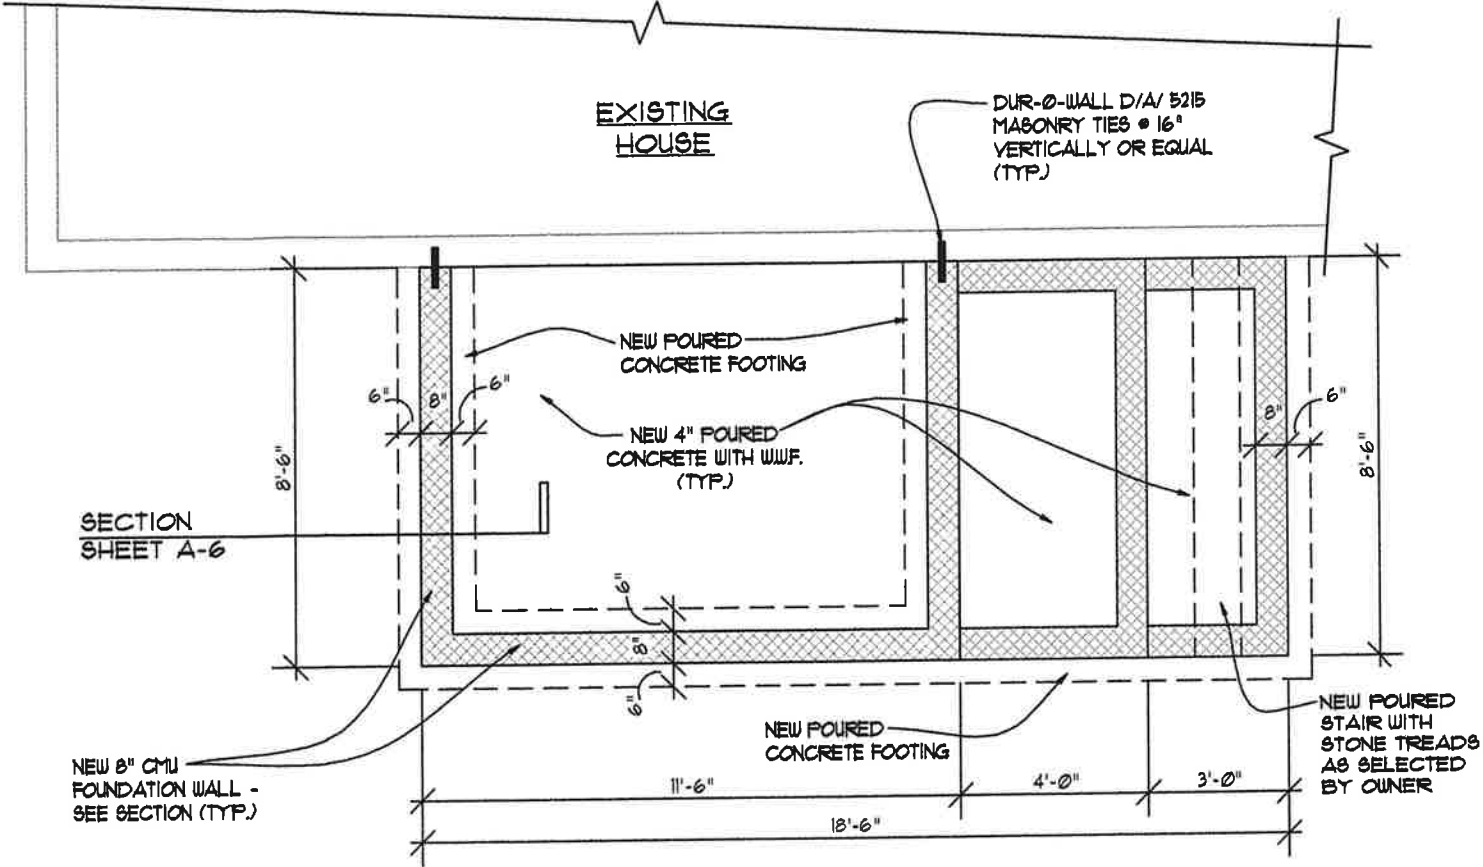 EXISTING
HOUSE
DUR-O-WALL D/A/ 5215
MASONRY TIES @ 16"
VERTICALLY OR EQUAL
(TYP.)
NEW POURED
CONCRETE FOOTING
6"
8"
6"
8"
6"
8'-6"
8'-6"
NEW 4" POURED
CONCRETE WITH W.W.F.
(TYP.)
SECTION
SHEET A-6
6"
8"
6"
NEW POURED
CONCRETE FOOTING
NEW POURED
STAIR WITH
STONE TREADS
AS SELECTED
BY OWNER
NEW 8" CMU
FOUNDATION WALL -
SEE SECTION (TYP.)
11'-6"
4'-0"
3'-0"
18'-6"